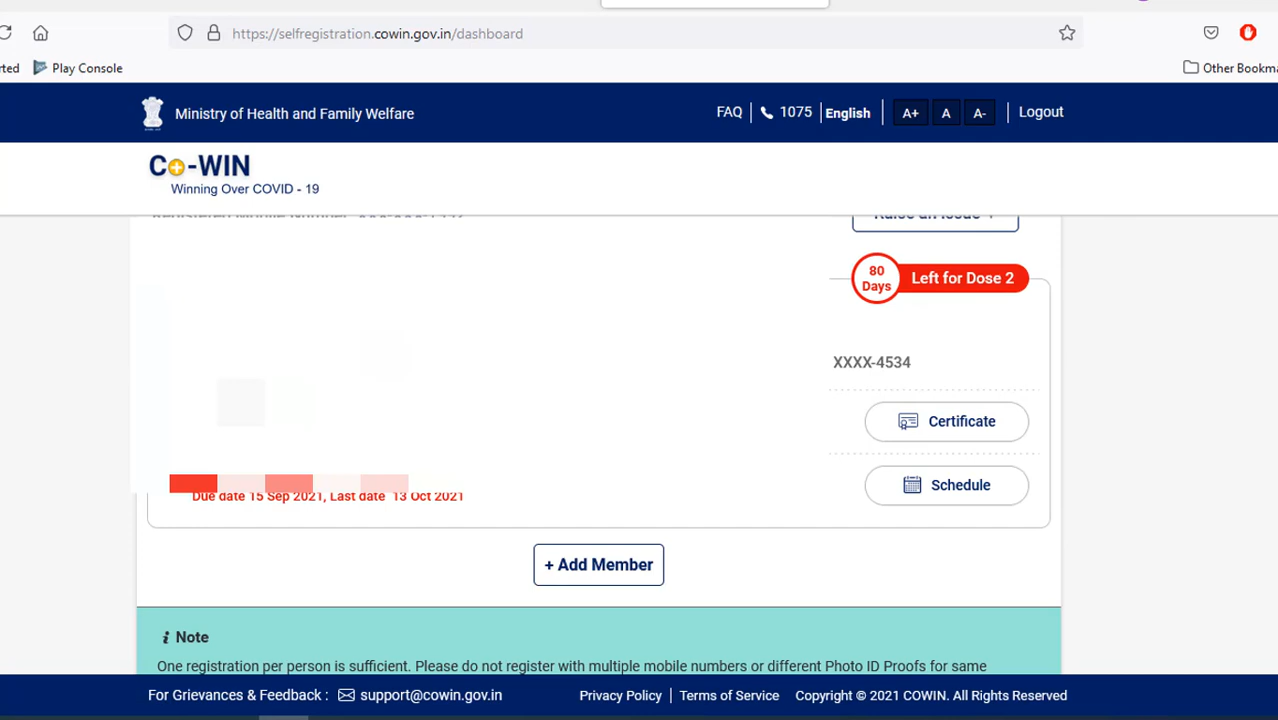 https://selfregistration.cowin.gov.in/dashboard
rted Play Console Other Bookma
Ministry of Health and Family Welfare FAQ 1075 English A+ A A- Logout
Co-WIN
Winning Over COVID - 19
Raise an Issue
80 Days Left for Dose 2
XXXX-4534
Certificate
Due date 15 Sep 2021, Last date 13 Oct 2021 Schedule
+ Add Member
i Note
One registration per person is sufficient. Please do not register with multiple mobile numbers or different Photo ID Proofs for same
For Grievances & Feedback : support@cowin.gov.in Privacy Policy Terms of Service Copyright © 2021 COWIN. All Rights Reserved